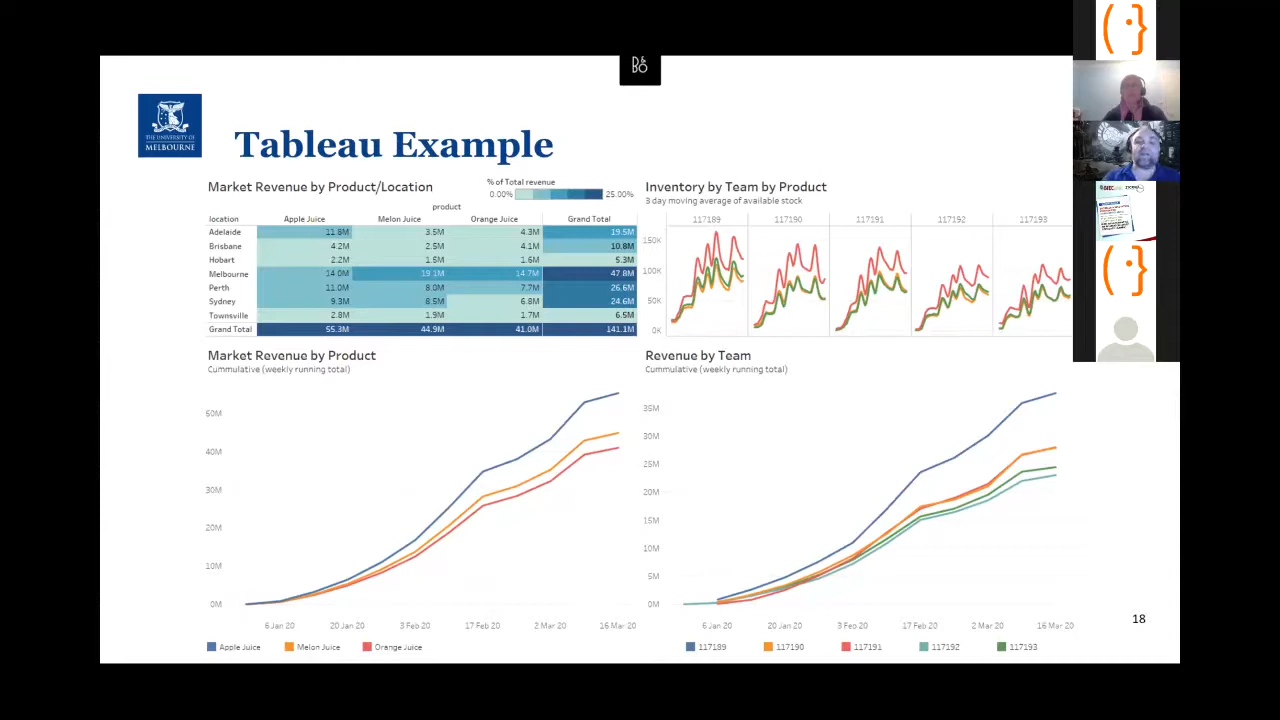 THE UNIVERSITY OF
MELBOURNE
Tableau Example
Market Revenue by Product/Location
% of Total revenue
0.00% 25.00%
product
location Apple Juice Melon Juice Orange Juice Grand Total
Adelaide 11.8M 3.5M 4.3M 19.5M
Brisbane 4.2M 2.5M 4.1M 10.8M
Hobart 2.2M 1.5M 1.6M 5.3M
Melbourne 14.0M 19.1M 14.7M 47.8M
Perth 11.0M 8.0M 7.7M 26.6M
Sydney 9.3M 8.5M 6.8M 24.6M
Townsville 2.8M 1.9M 1.7M 6.5M
Grand Total 55.3M 44.9M 41.0M 141.1M
Inventory by Team by Product
3 day moving average of available stock
117189 117190 117191 117192 117193
150K
100K
50K
0K
Market Revenue by Product
Cummulative (weekly running total)
50M
40M
30M
20M
10M
0M
6 Jan 20 20 Jan 20 3 Feb 20 17 Feb 20 2 Mar 20 16 Mar 20
Apple Juice Melon Juice Orange Juice
Revenue by Team
Cummulative (weekly running total)
35M
30M
25M
20M
15M
10M
5M
0M
6 Jan 20 20 Jan 20 3 Feb 20 17 Feb 20 2 Mar 20 16 Mar 20
117189 117190 117191 117192 117193
18